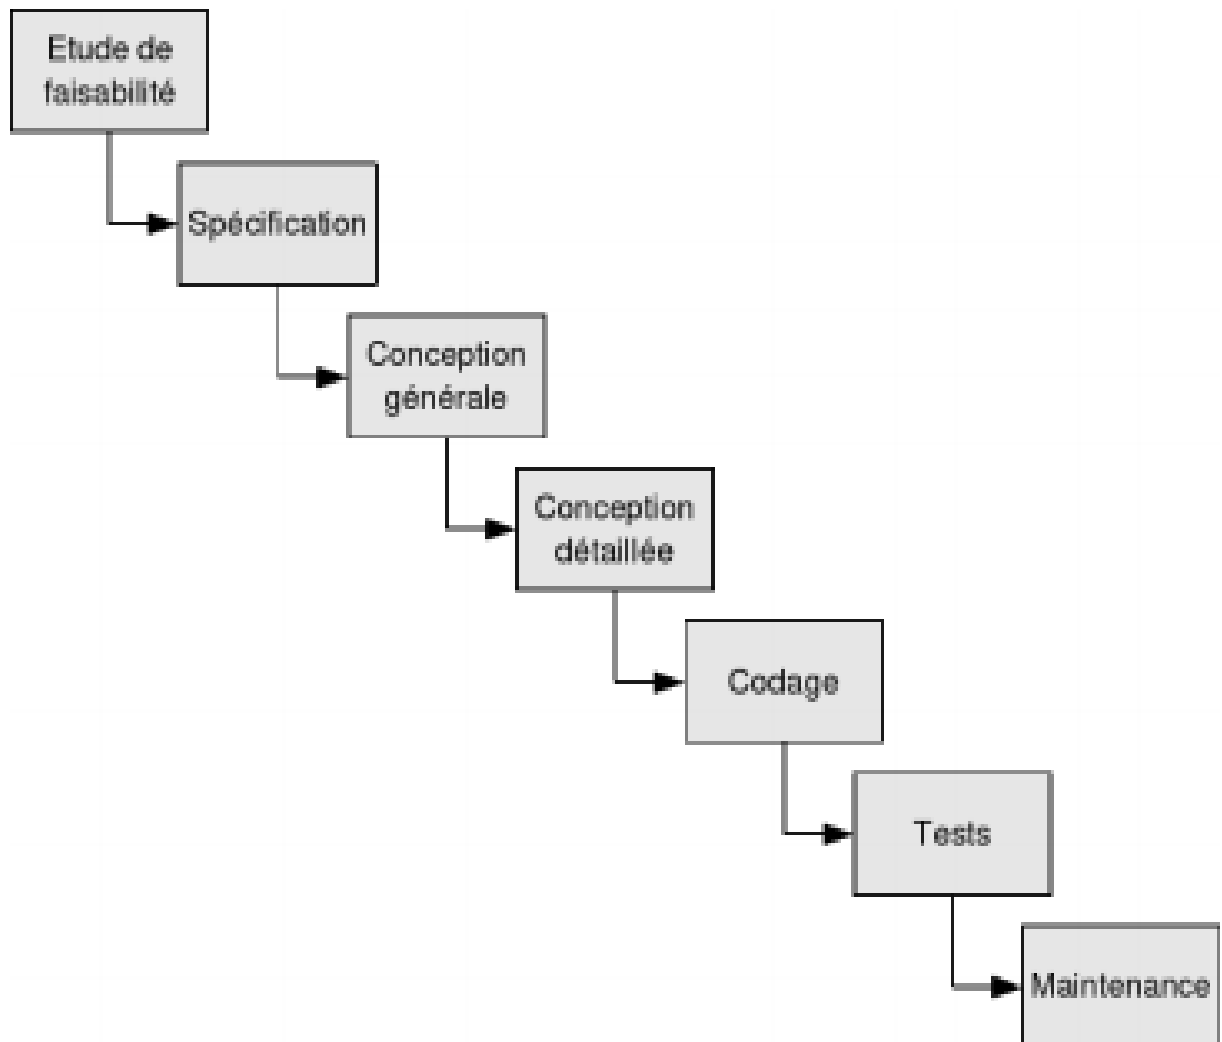 Etude de
faisabilité
Spécification
Conception
générale
Conception
détaillée
Codage
Tests
Maintenance